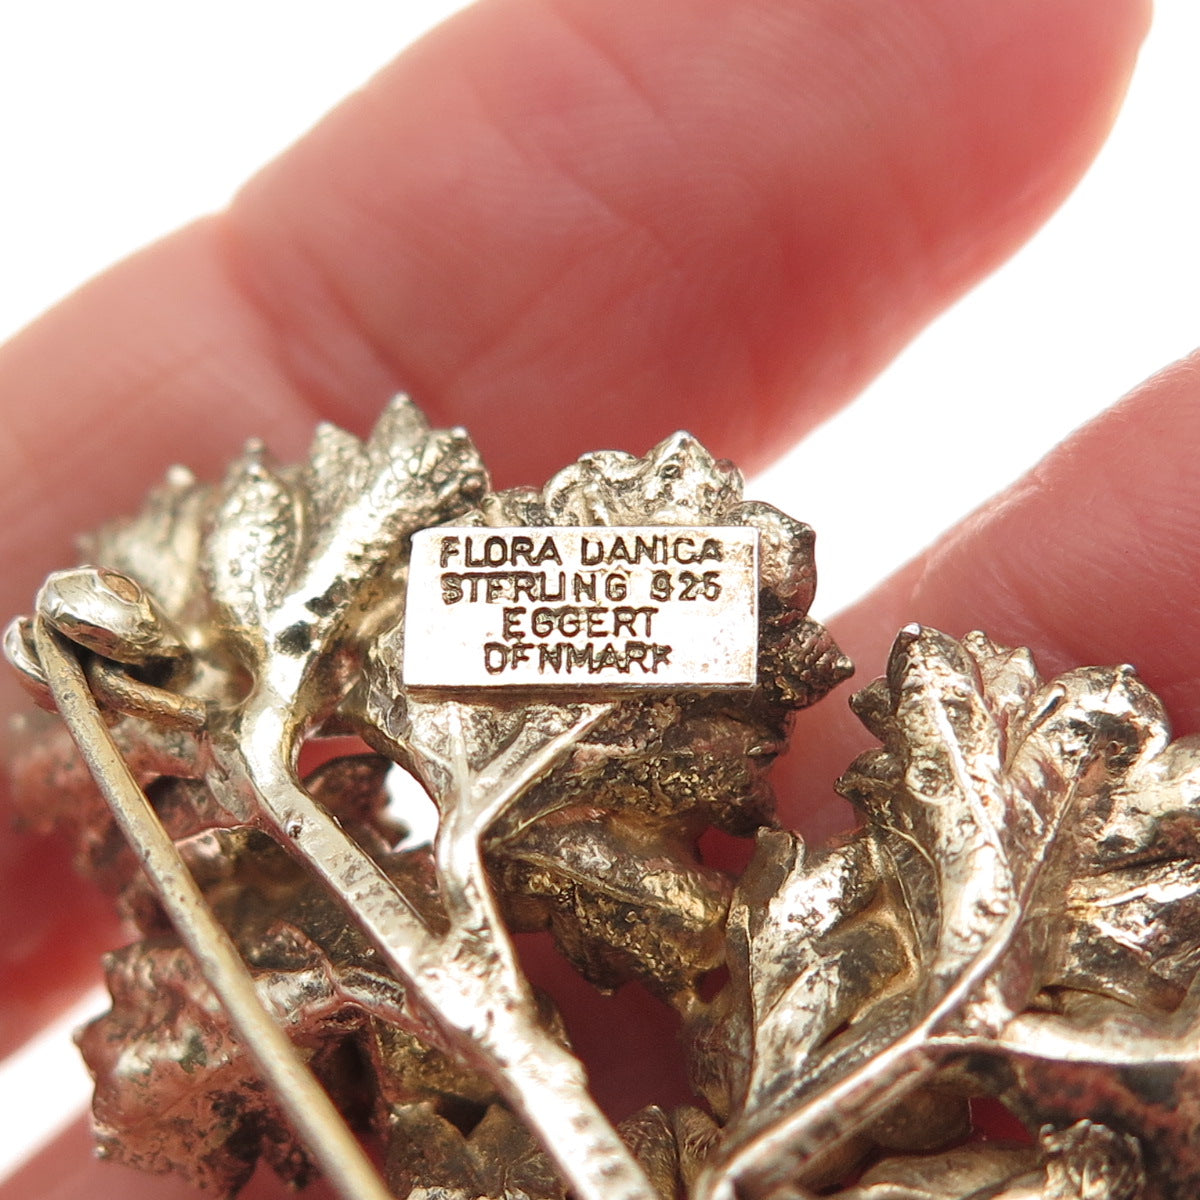 FLORA DANICA
STERLING 925
EGGERT
DENMARK